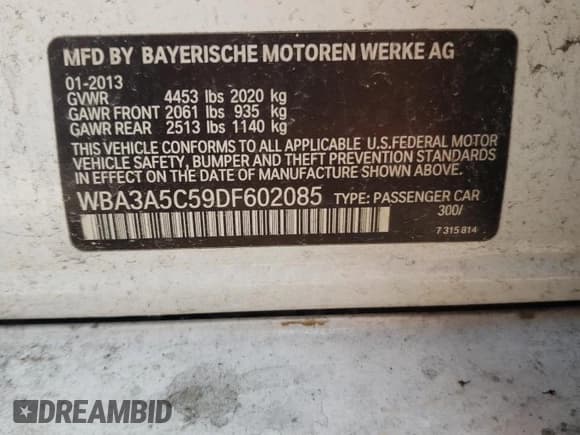 MFD BY BAYERISCHE MOTOREN WERKE AG
01-2013
GVWR 4453 lbs 2020 kg
GAWR FRONT 2061 lbs 935 kg
GAWR REAR 2513 lbs 1140 kg
THIS VEHICLE CONFORMS TO ALL APPLICABLE U.S.FEDERAL MOTOR
VEHICLE SAFETY, BUMPER AND THEFT PREVENTION STANDARDS
IN EFFECT ON THE DATE OF MANUFACTURE SHOWN ABOVE.
WBA3A5C59DF602085 TYPE: PASSENGER CAR
300/
7 315 814
DREAMBID